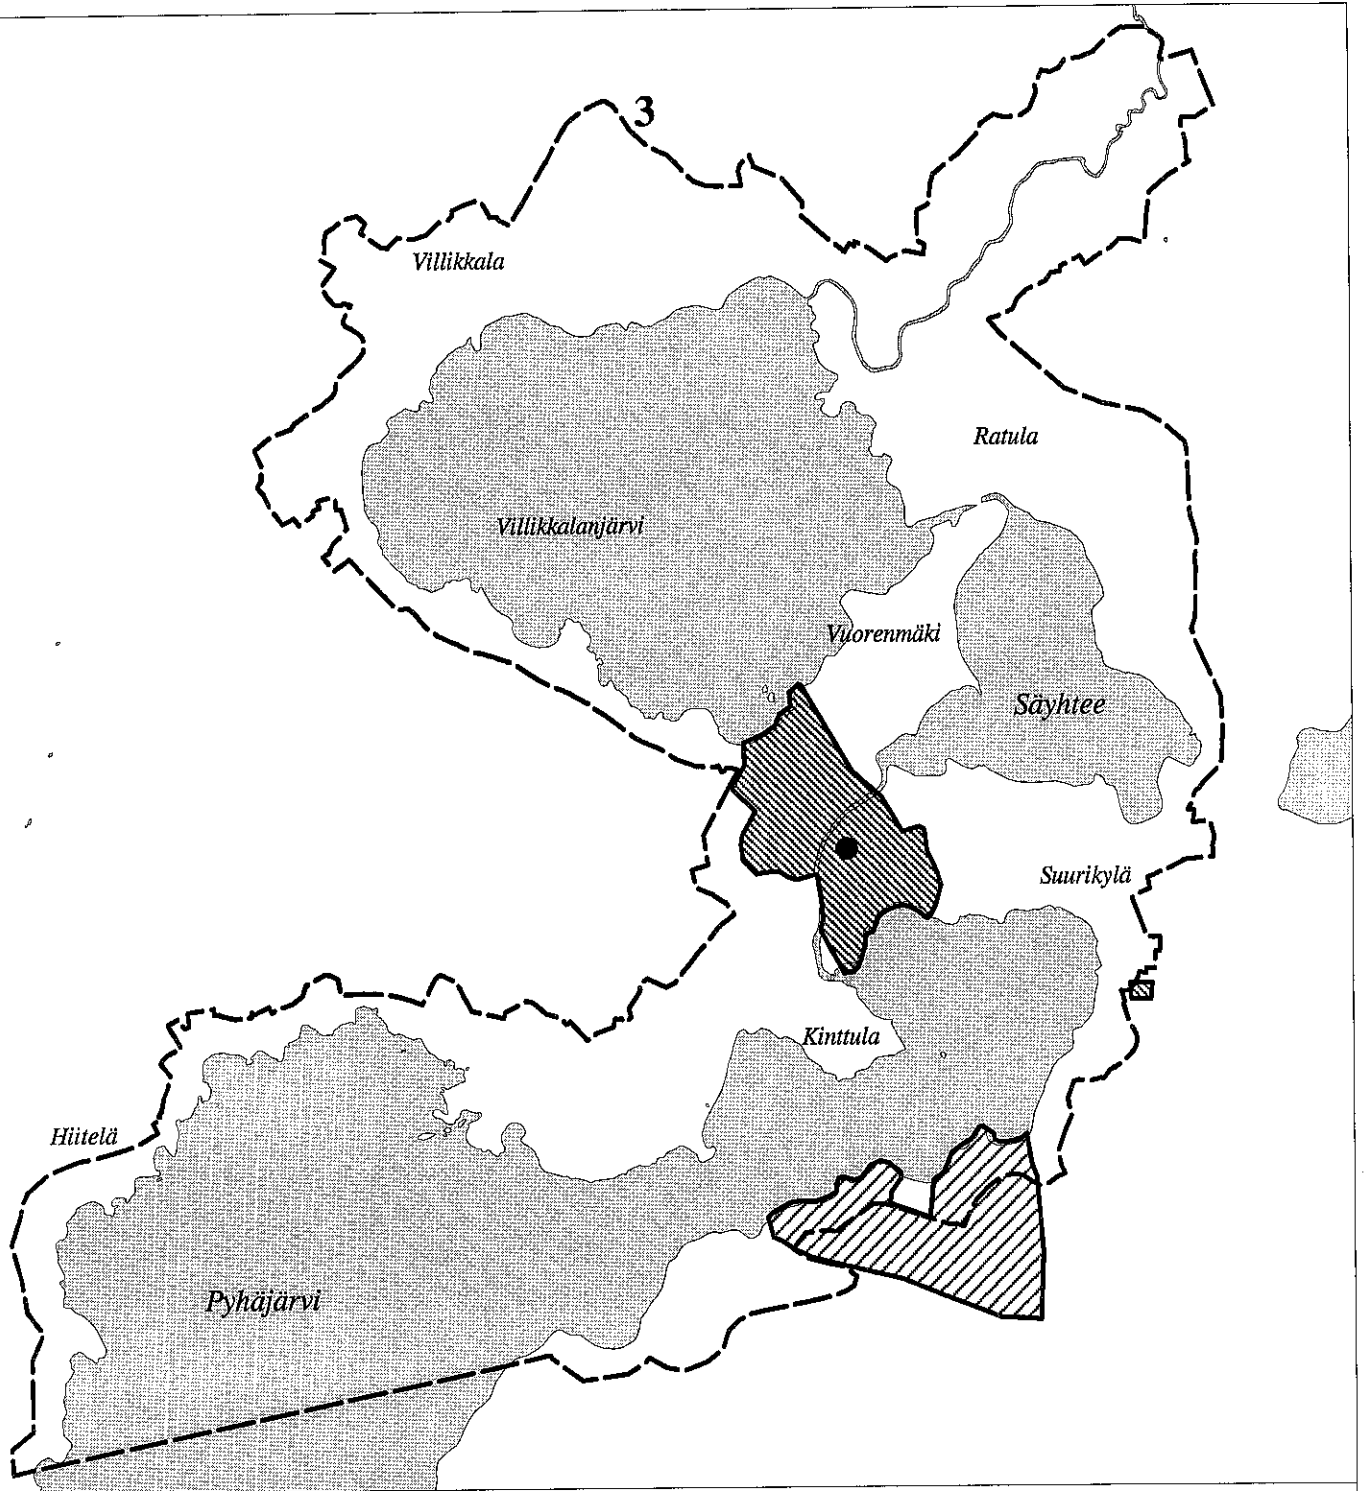 3
Villikkala
Ratula
Villikkalanjärvi
Vuorenmäki
Säyhtee
Suurikylä
Kinttula
Hiitelä
Pyhäjärvi